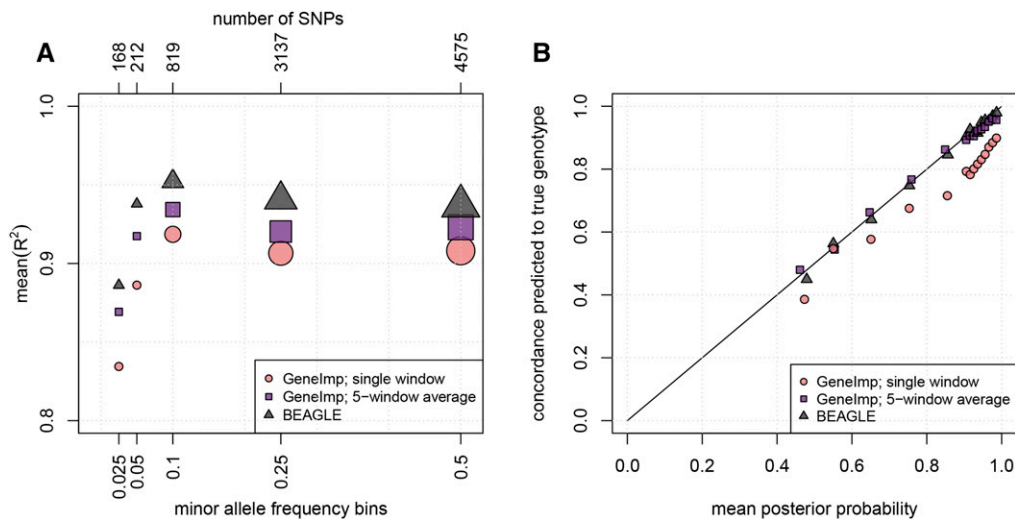 number of SNPs
A
168
212
819
3137
4575
mean(R²)
1.0
0.9
0.8
GeneImp; single window
GeneImp; 5−window average
BEAGLE
0.025
0.05
0.1
0.25
0.5
minor allele frequency bins
B
concordance predicted to true genotype
1.0
0.8
0.6
0.4
0.2
0.0
GeneImp; single window
GeneImp; 5−window average
BEAGLE
0.0 0.2 0.4 0.6 0.8 1.0
mean posterior probability